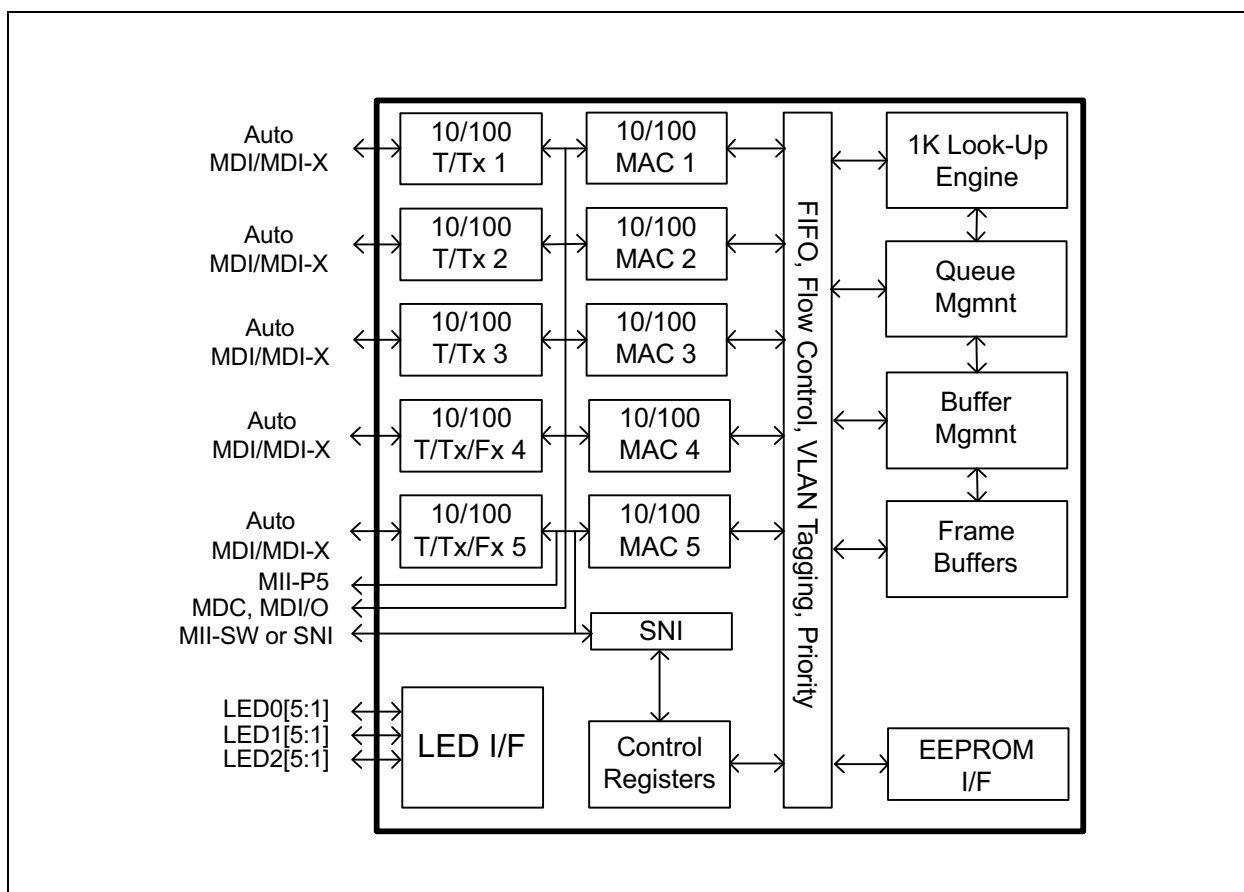 Auto
MDI/MDI-X
10/100
T/Tx 1
10/100
MAC 1
1K Look-Up
Engine
Auto
MDI/MDI-X
10/100
T/Tx 2
10/100
MAC 2
Queue
Mgmnt
Auto
MDI/MDI-X
10/100
T/Tx 3
10/100
MAC 3
Auto
MDI/MDI-X
10/100
T/Tx/Fx 4
10/100
MAC 4
Buffer
Mgmnt
Auto
MDI/MDI-X
10/100
T/Tx/Fx 5
10/100
MAC 5
Frame
Buffers
FIFO, Flow Control, VLAN Tagging, Priority
MII-P5
MDC, MDI/O
MII-SW or SNI
SNI
LED0[5:1]
LED1[5:1]
LED2[5:1]
LED I/F
Control
Registers
EEPROM
I/F